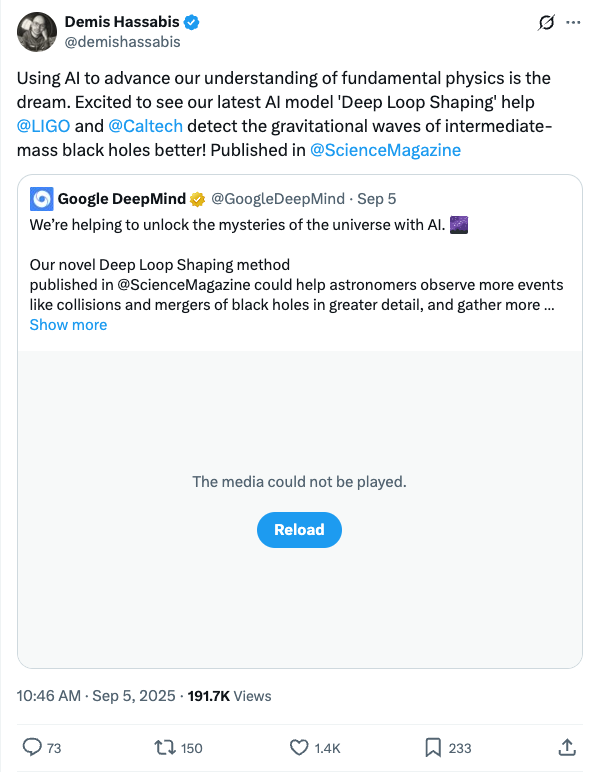 Demis Hassabis
@demishassabis
Using AI to advance our understanding of fundamental physics is the
dream. Excited to see our latest AI model 'Deep Loop Shaping' help
@LIGO and @Caltech detect the gravitational waves of intermediate-
mass black holes better! Published in @ScienceMagazine
Google DeepMind @GoogleDeepMind · Sep 5
We’re helping to unlock the mysteries of the universe with AI.
Our novel Deep Loop Shaping method
published in @ScienceMagazine could help astronomers observe more events
like collisions and mergers of black holes in greater detail, and gather more ...
Show more
The media could not be played.
Reload
10:46 AM · Sep 5, 2025 · 191.7K Views
73 150 1.4K 233